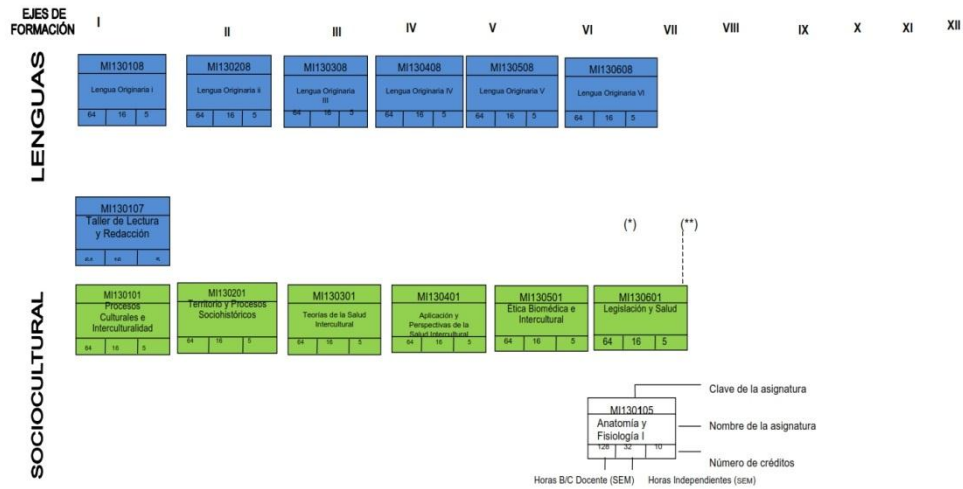 EJES DE
FORMACIÓN
I
II
III
IV
V
VI
VII
VIII
IX
X
XI
XII
LENGUAS
MI130108
Lengua Originaria i
64 16 5
MI130208
Lengua Originaria ii
64 16 5
MI130308
Lengua Originaria
III
64 16 5
MI130408
Lengua Originaria IV
64 16 5
MI130508
Lengua Originaria V
64 16 5
MI130608
Lengua Originaria VI
64 16 5
MI130107
Taller de Lectura
y Redacción
(*)
(**)
SOCIOCULTURAL
MI130101
Procesos
Culturales e
Interculturalidad
64 16 5
MI130201
Territorio y Procesos
Sociohistóricos
64 16 5
MI130301
Teorías de la Salud
Intercultural
64 16 5
MI130401
Aplicación y
Perspectivas de la
Salud Intercultural
64 16 5
MI130501
Ética Biomédica e
Intercultural
64 16 5
MI130601
Legislación y Salud
64 16 5
Clave de la asignatura
MI130105
Anatomía y
Fisiología I
128 32 10
Nombre de la asignatura
Número de créditos
Horas B/C Docente (SEM)
Horas Independientes (SEM)